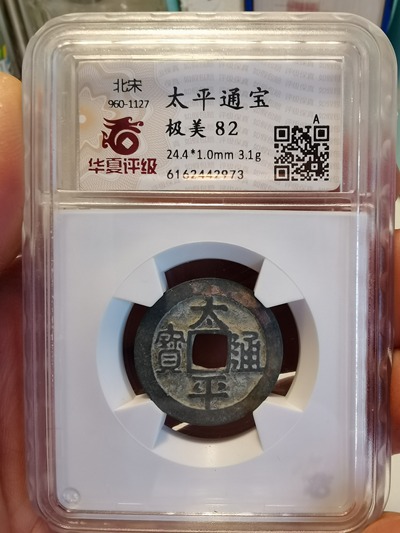 北宋
960-1127
华夏评级
太平通宝
极美 82
24.4*1.0mm 3.1g
6162442973
A
太
平
通
寶